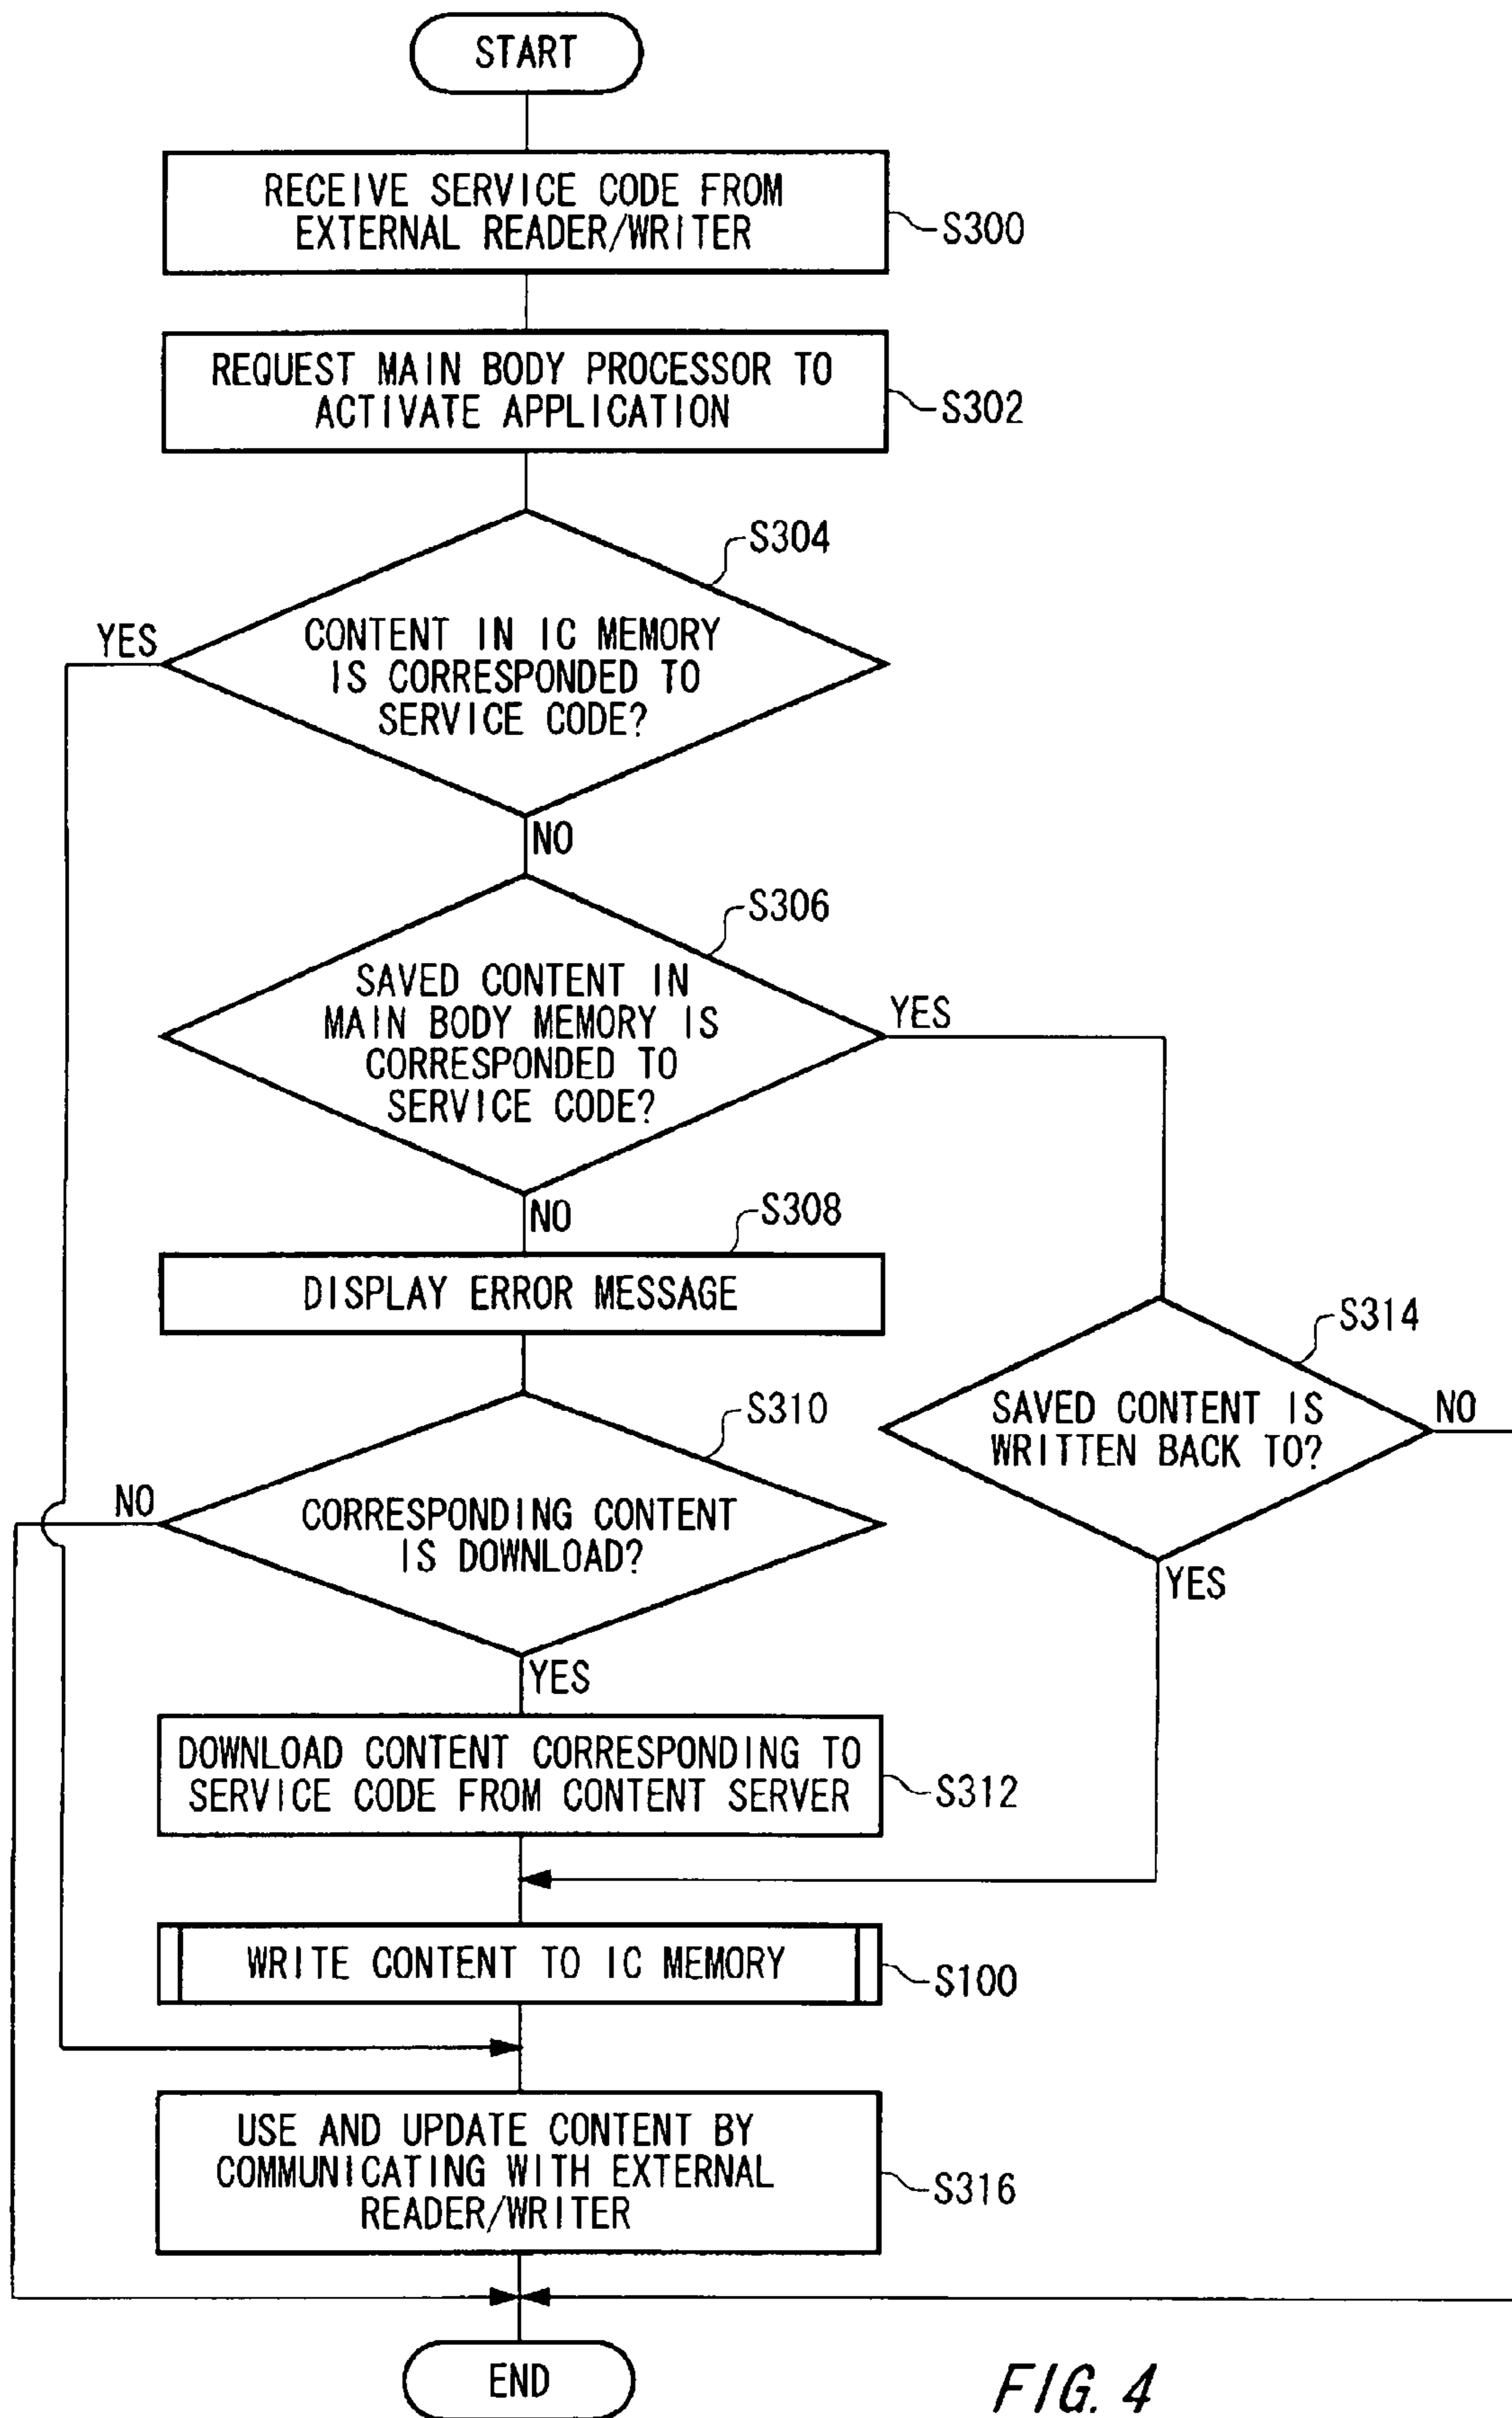 START
RECEIVE SERVICE CODE FROM
EXTERNAL READER/WRITER
S300
REQUEST MAIN BODY PROCESSOR TO
ACTIVATE APPLICATION
S302
S304
YES
CONTENT IN IC MEMORY
IS CORRESPONDED TO
SERVICE CODE?
NO
S306
SAVED CONTENT IN
MAIN BODY MEMORY IS
CORRESPONDED TO
SERVICE CODE?
YES
NO
S308
DISPLAY ERROR MESSAGE
S314
SAVED CONTENT IS
WRITTEN BACK TO?
NO
YES
S310
NO
CORRESPONDING CONTENT
IS DOWNLOAD?
YES
DOWNLOAD CONTENT CORRESPONDING TO
SERVICE CODE FROM CONTENT SERVER
S312
WRITE CONTENT TO IC MEMORY
S100
USE AND UPDATE CONTENT BY
COMMUNICATING WITH EXTERNAL
READER/WRITER
S316
END
FIG. 4